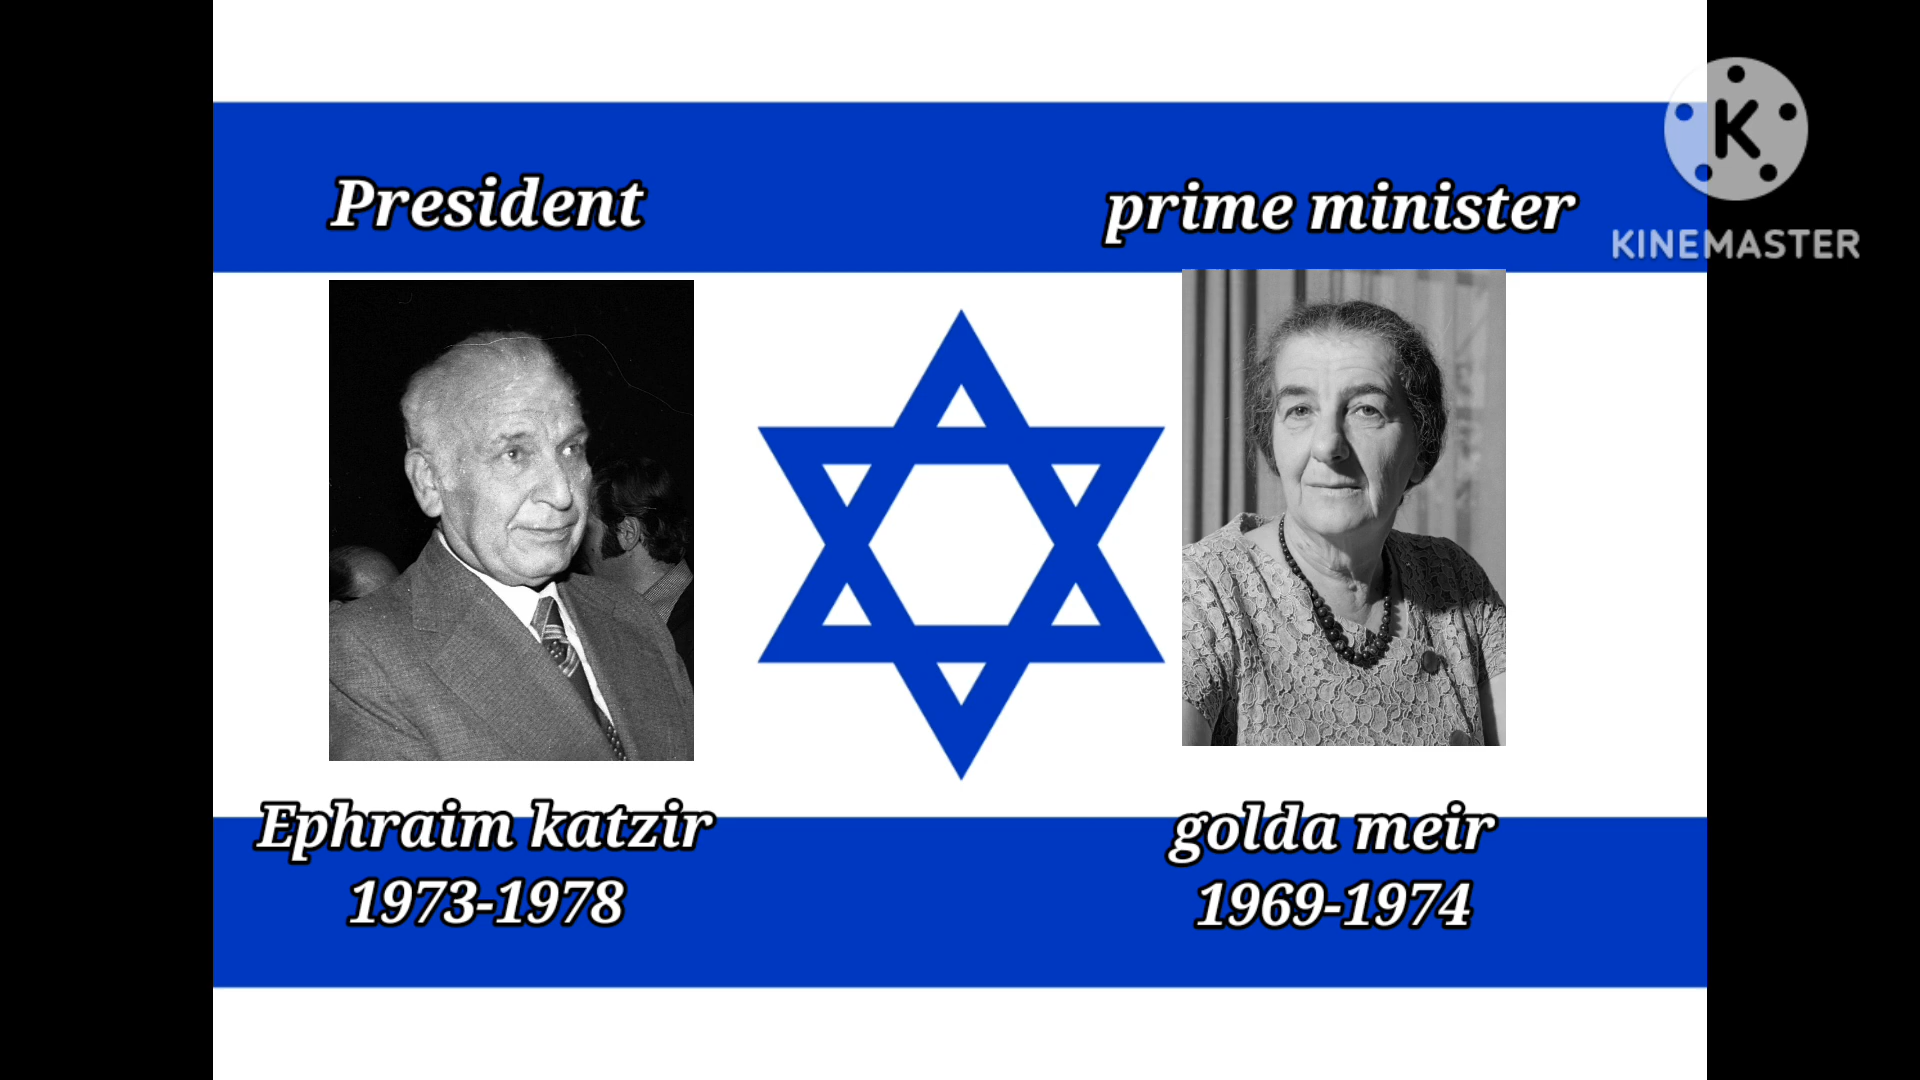 President
prime minister
KINEMASTER
Ephraim katzir
1973-1978
golda meir
1969-1974